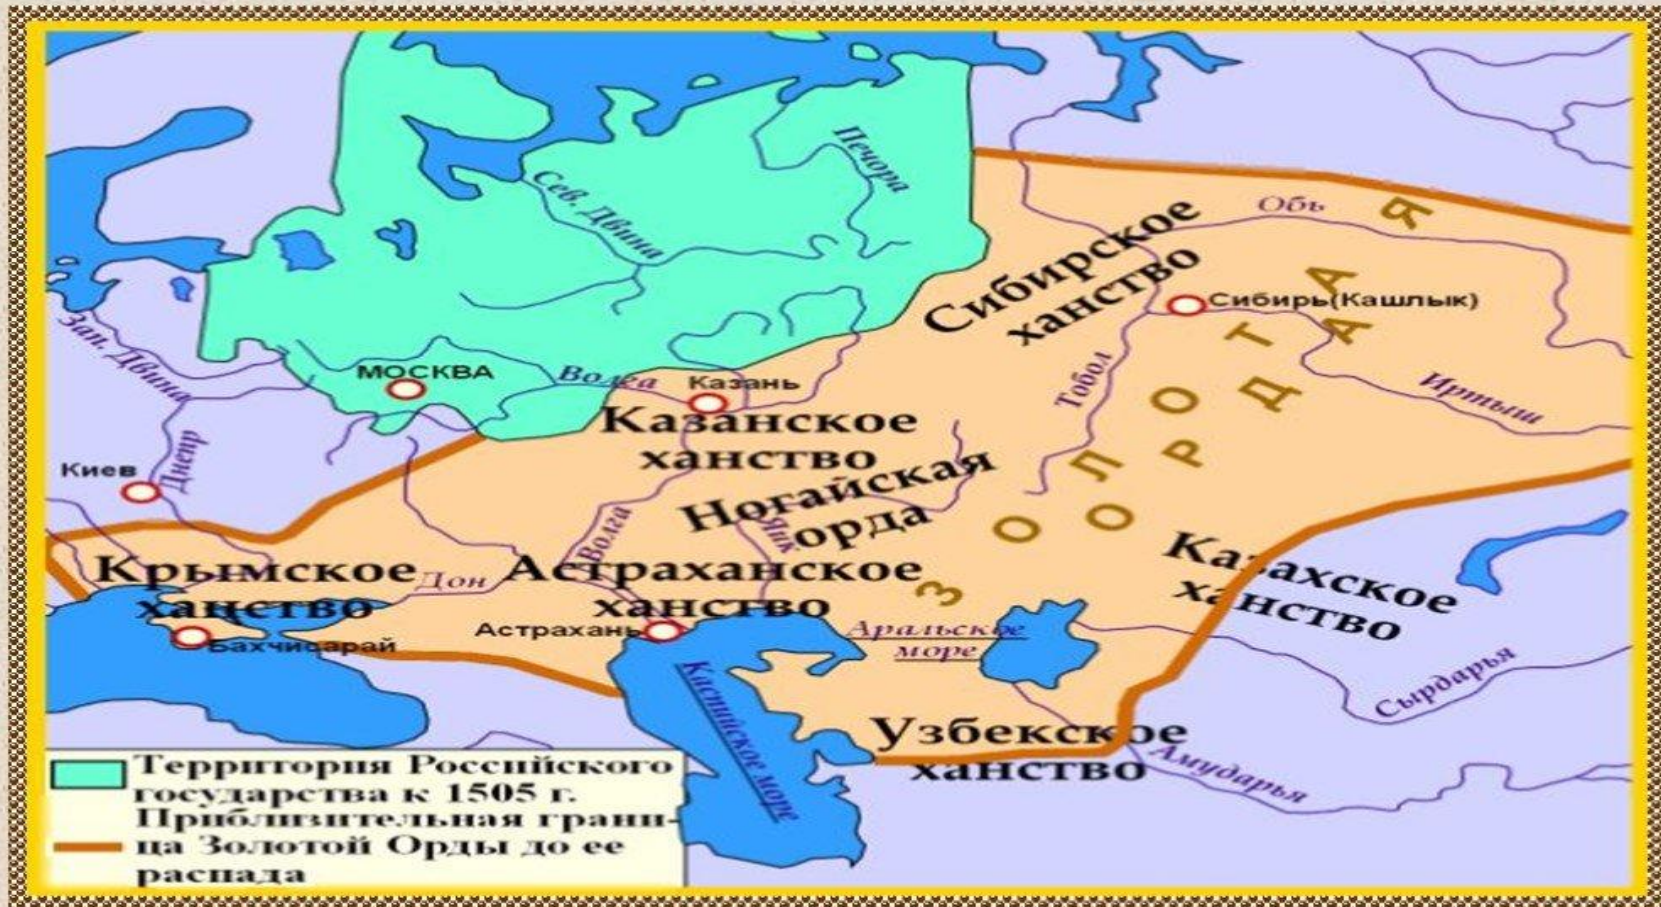 Печора
Сев. Двина
Обь
Сибирское
ханство
Сибирь(Кашлык)
Зап. Двина
МОСКВА
Волга
Казань
Тобол
Иртыш
Казанское
ханство
Киев
Днепр
Ногайская
орда
ЗОЛОТАЯ
ОРДА
Волга
Яик
Казахское
ханство
Крымское
ханство
Дон
Астраханское
ханство
Астрахань
Бахчисарай
Аральское
море
Каспийское море
Сырдарья
Узбекское
ханство
Амударья
Территория Российского
государства к 1505 г.
Приблизительная грани-
ца Золотой Орды до ее
распада